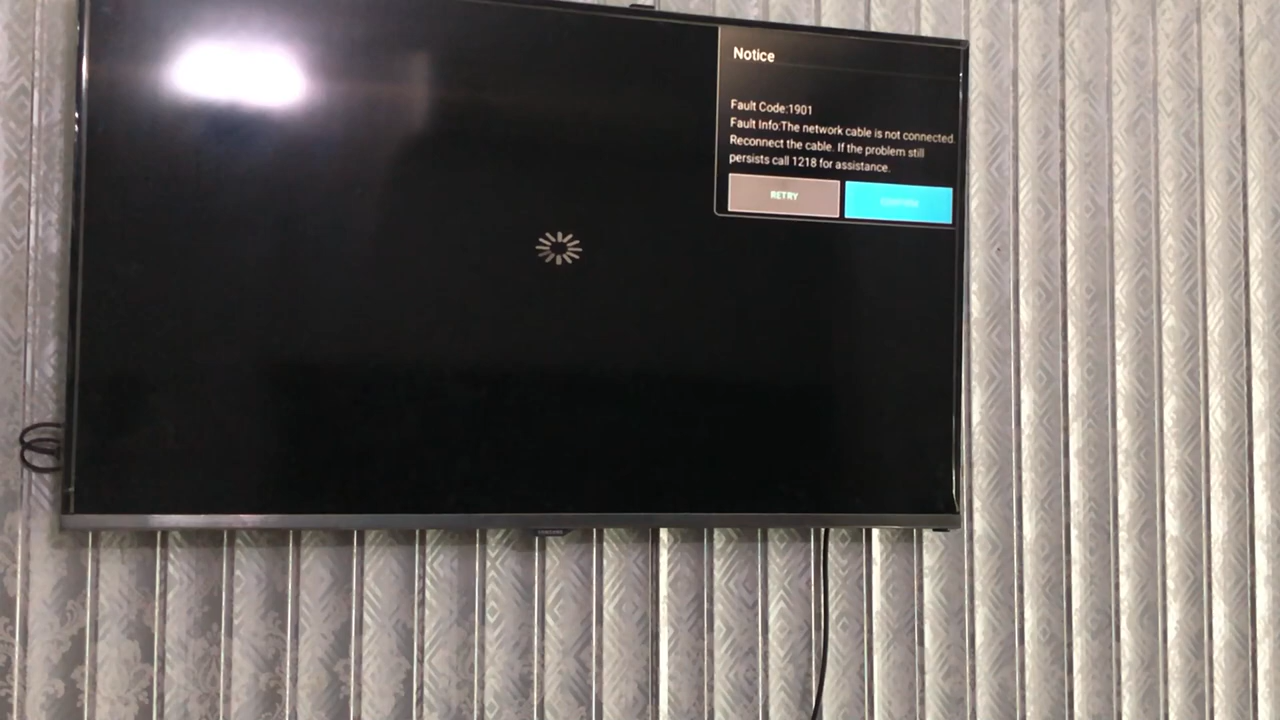 Notice
Fault Code:1901
Fault Info:The network cable is not connected.
Reconnect the cable. If the problem still
persists call 1218 for assistance.
RETRY